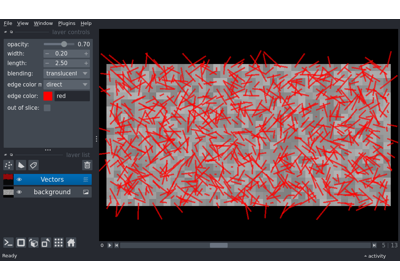 File View Window Plugins Help
layer controls
opacity: 0.70
width: 0.20
length: 2.50
blending: translucent
edge color m direct
edge color: red
out of slice:
layer list
Vectors
background
0 5 13
Ready activity